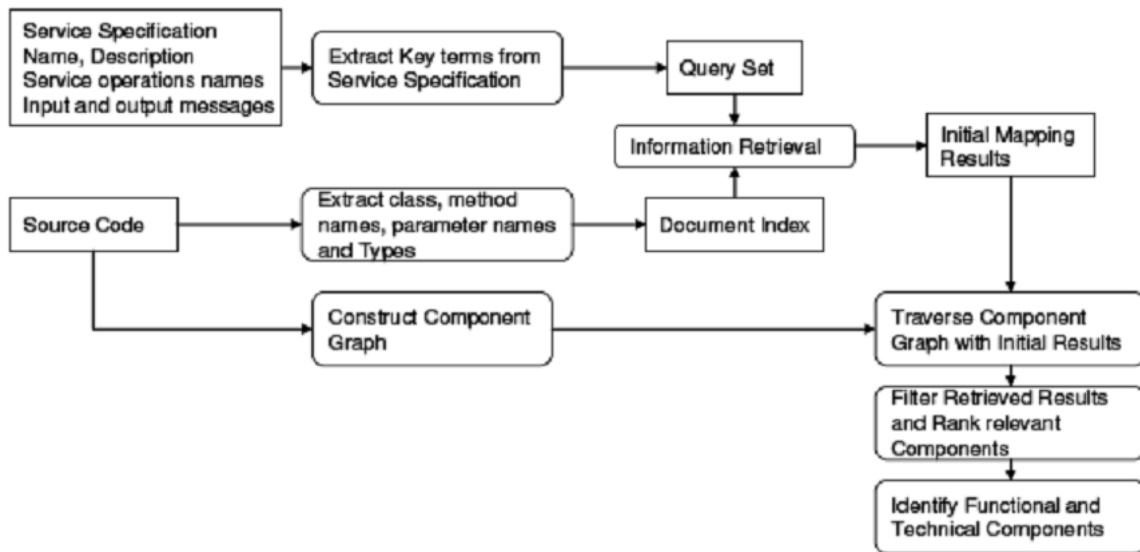 Service Specification
Name, Description
Service operations names
Input and output messages
Extract Key terms from
Service Specification
Query Set
Information Retrieval
Initial Mapping
Results
Source Code
Extract class, method
names, parameter names
and Types
Document Index
Construct Component
Graph
Traverse Component
Graph with Initial Results
Filter Retrieved Results
and Rank relevant
Components
Identify Functional and
Technical Components